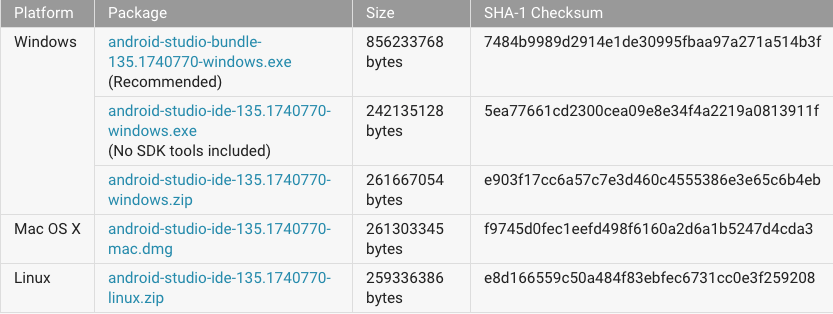 Platform Package Size SHA-1 Checksum
Windows android-studio-bundle- 856233768 7484b9989d2914e1de30995fbaa97a271a514b3f
135.1740770-windows.exe bytes
(Recommended)
android-studio-ide-135.1740770- 242135128 5ea77661cd2300cea09e8e34f4a2219a0813911f
windows.exe bytes
(No SDK tools included)
android-studio-ide-135.1740770- 261667054 e903f17cc6a57c7e3d460c4555386e3e65c6b4eb
windows.zip bytes
Mac OS X android-studio-ide-135.1740770- 261303345 f9745d0fec1eefd498f6160a2d6a1b5247d4cda3
mac.dmg bytes
Linux android-studio-ide-135.1740770- 259336386 e8d166559c50a484f83ebfec6731cc0e3f259208
linux.zip bytes